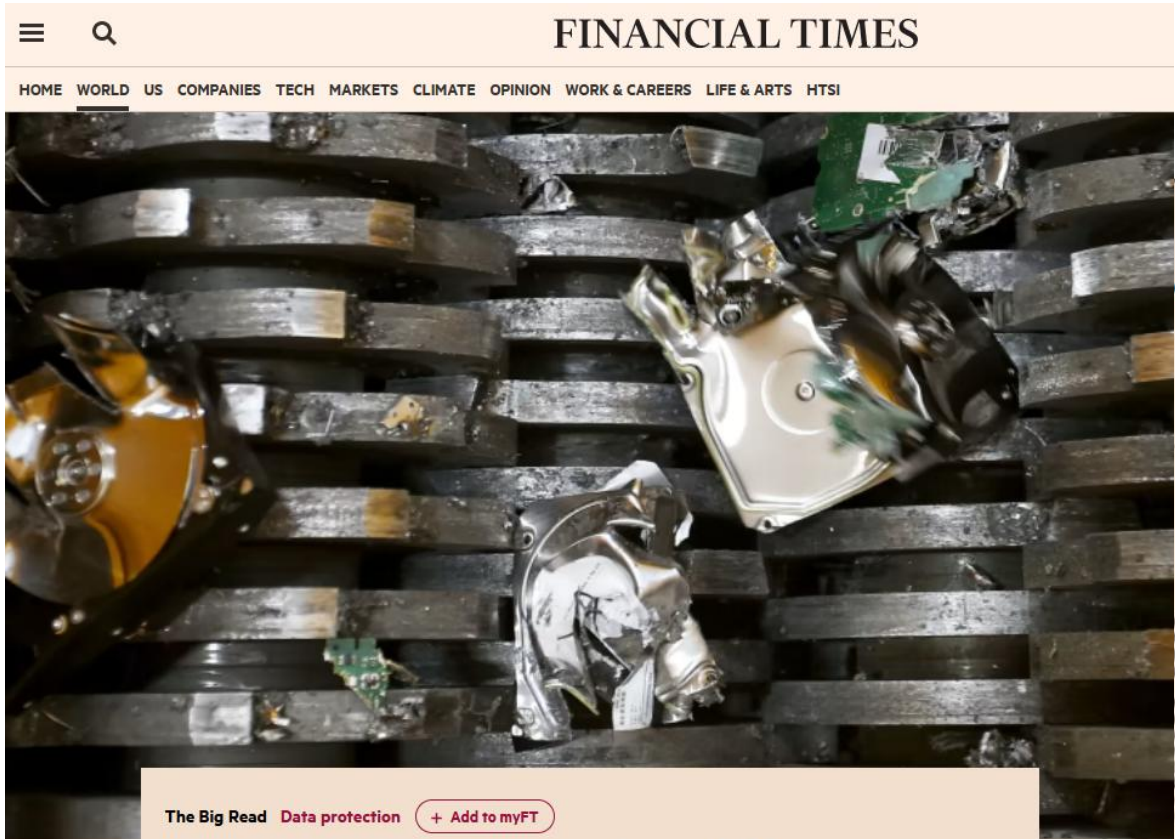 FINANCIAL TIMES
HOME WORLD US COMPANIES TECH MARKETS CLIMATE OPINION WORK & CAREERS LIFE & ARTS HTSI
The Big Read Data protection + Add to myFT